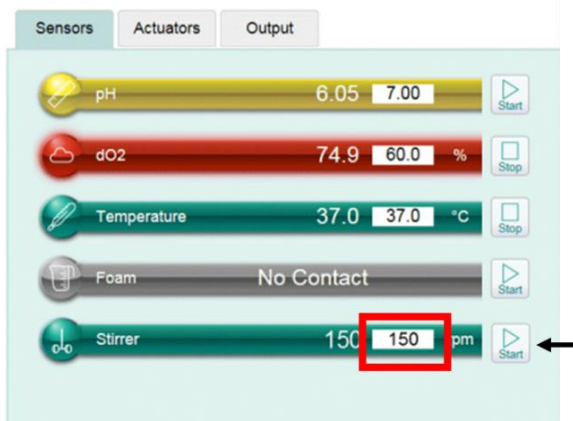 Sensors Actuators Output
pH 6.05 7.00 Start
dO2 74.9 60.0 % Stop
Temperature 37.0 37.0 °C Stop
Foam No Contact Start
Stirrer 150 150 rpm Start